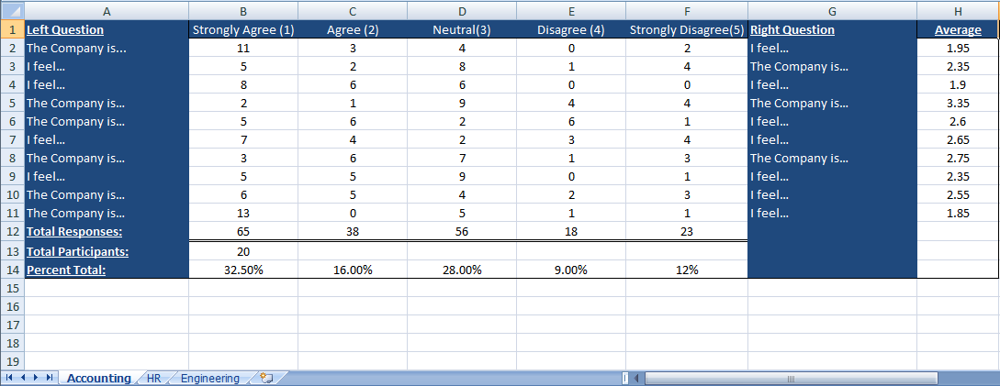 A B C D E F G H
1 Left Question Strongly Agree (1) Agree (2) Neutral(3) Disagree (4) Strongly Disagree(5) Right Question Average
2 The Company is... 11 3 4 0 2 I feel... 1.95
3 I feel... 5 2 8 1 4 The Company is... 2.35
4 I feel... 8 6 6 0 0 I feel... 1.9
5 The Company is... 2 1 9 4 4 The Company is... 3.35
6 The Company is... 5 6 2 6 1 I feel... 2.6
7 I feel... 7 4 2 3 4 I feel... 2.65
8 The Company is... 3 6 7 1 3 The Company is... 2.75
9 I feel... 5 5 9 0 1 I feel... 2.35
10 The Company is... 6 5 4 2 3 I feel... 2.55
11 The Company is... 13 0 5 1 1 I feel... 1.85
12 Total Responses: 65 38 56 18 23
13 Total Participants: 20
14 Percent Total: 32.50% 16.00% 28.00% 9.00% 12%
15
16
17
18
19
Accounting HR Engineering